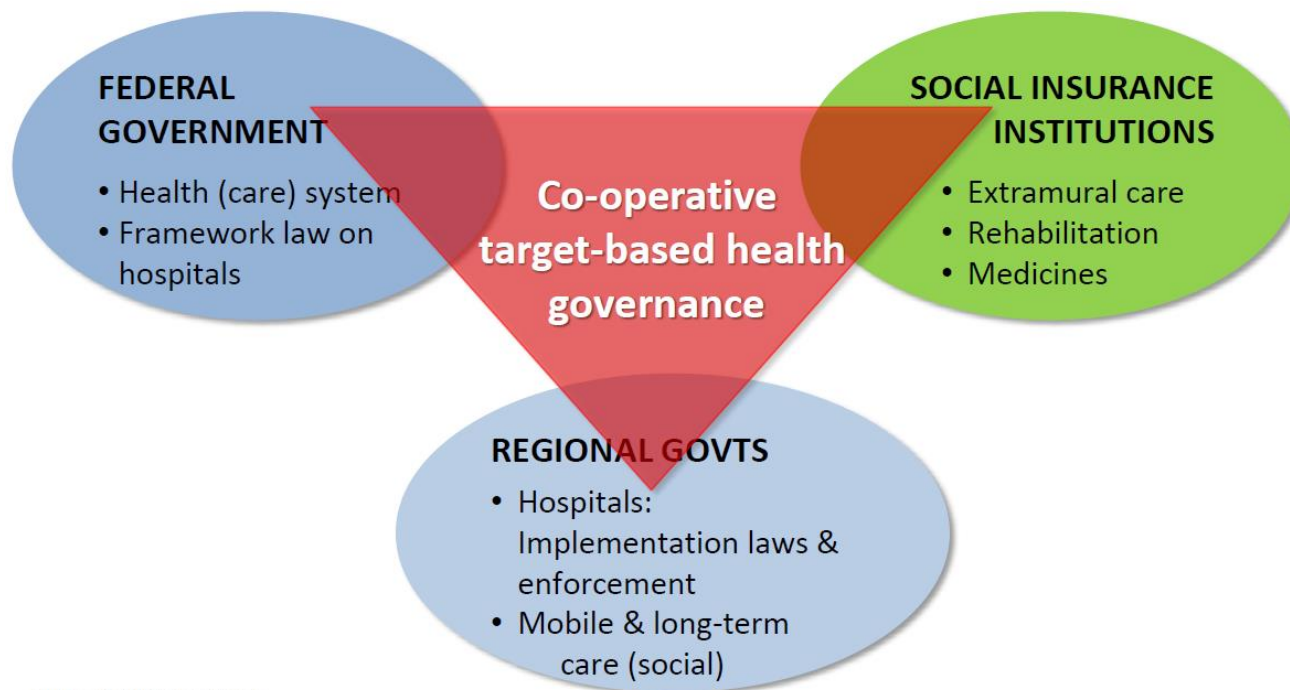 FEDERAL
GOVERNMENT
• Health (care) system
• Framework law on
hospitals
SOCIAL INSURANCE
INSTITUTIONS
• Extramural care
• Rehabilitation
• Medicines
Co-operative
target-based health
governance
REGIONAL GOVTS
• Hospitals:
Implementation laws &
enforcement
• Mobile & long-term
care (social)